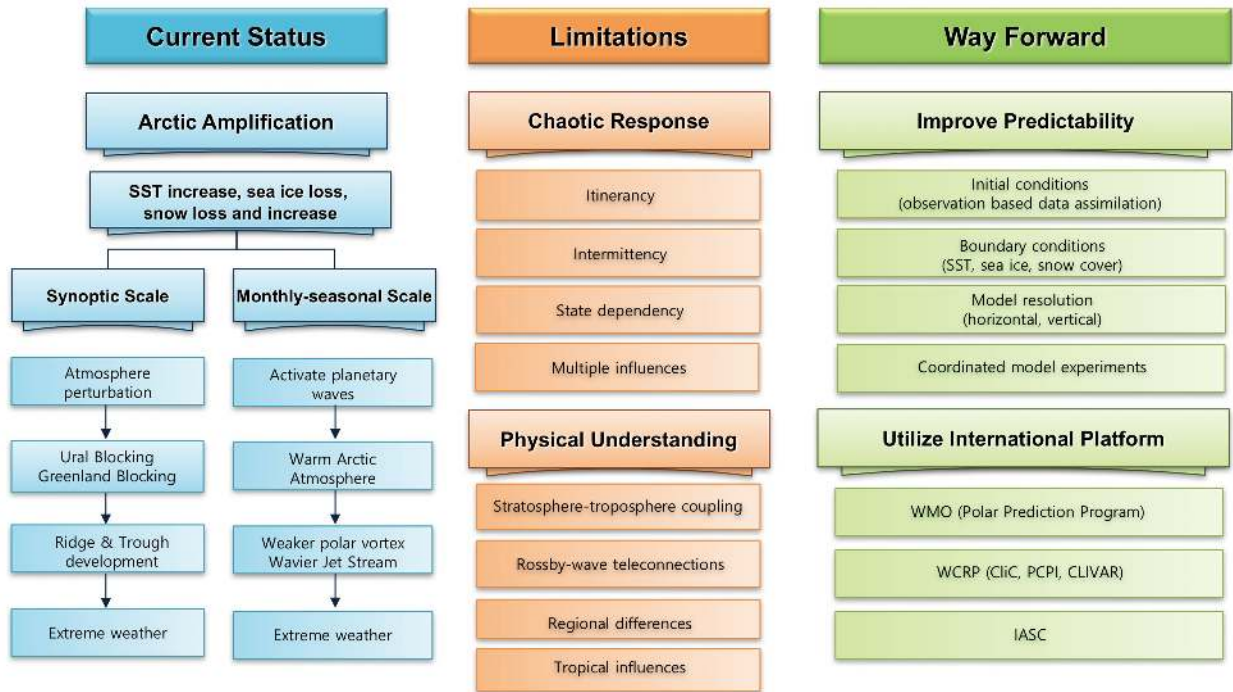 Current Status
Arctic Amplification
SST increase, sea ice loss,
snow loss and increase
Synoptic Scale
Atmosphere
perturbation
Ural Blocking
Greenland Blocking
Ridge & Trough
development
Extreme weather
Monthly-seasonal Scale
Activate planetary
waves
Warm Arctic
Atmosphere
Weaker polar vortex
Wavier Jet Stream
Extreme weather
Limitations
Chaotic Response
Itinerancy
Intermittency
State dependency
Multiple influences
Physical Understanding
Stratosphere-troposphere coupling
Rossby-wave teleconnections
Regional differences
Tropical influences
Way Forward
Improve Predictability
Initial conditions
(observation based data assimilation)
Boundary conditions
(SST, sea ice, snow cover)
Model resolution
(horizontal, vertical)
Coordinated model experiments
Utilize International Platform
WMO (Polar Prediction Program)
WCRP (CliC, PCPI, CLIVAR)
IASC